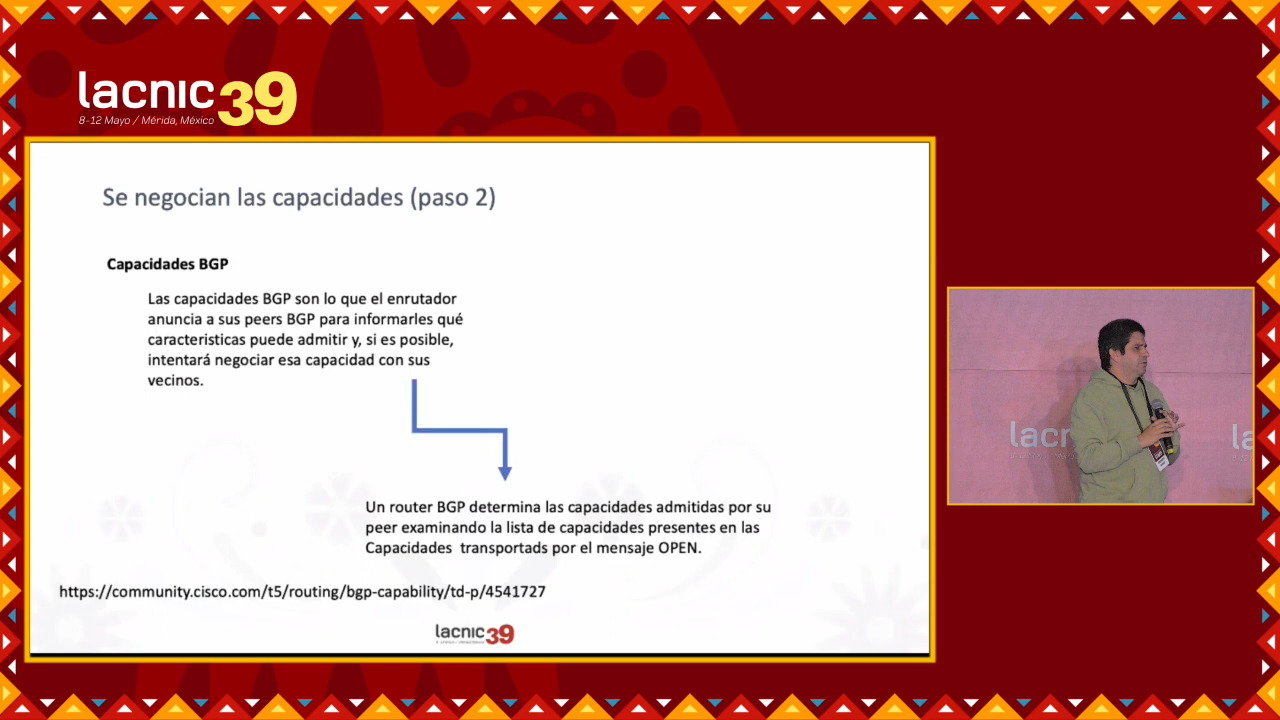 lacnic39
8-12 Mayo / Mérida, México
Se negocian las capacidades (paso 2)
Capacidades BGP
Las capacidades BGP son lo que el enrutador
anuncia a sus peers BGP para informarles qué
caracteristicas puede admitir y, si es posible,
intentará negociar esa capacidad con sus
vecinos.
Un router BGP determina las capacidades admitidas por su
peer examinando la lista de capacidades presentes en las
Capacidades transportads por el mensaje OPEN.
https://community.cisco.com/t5/routing/bgp-capability/td-p/4541727
lacnic39